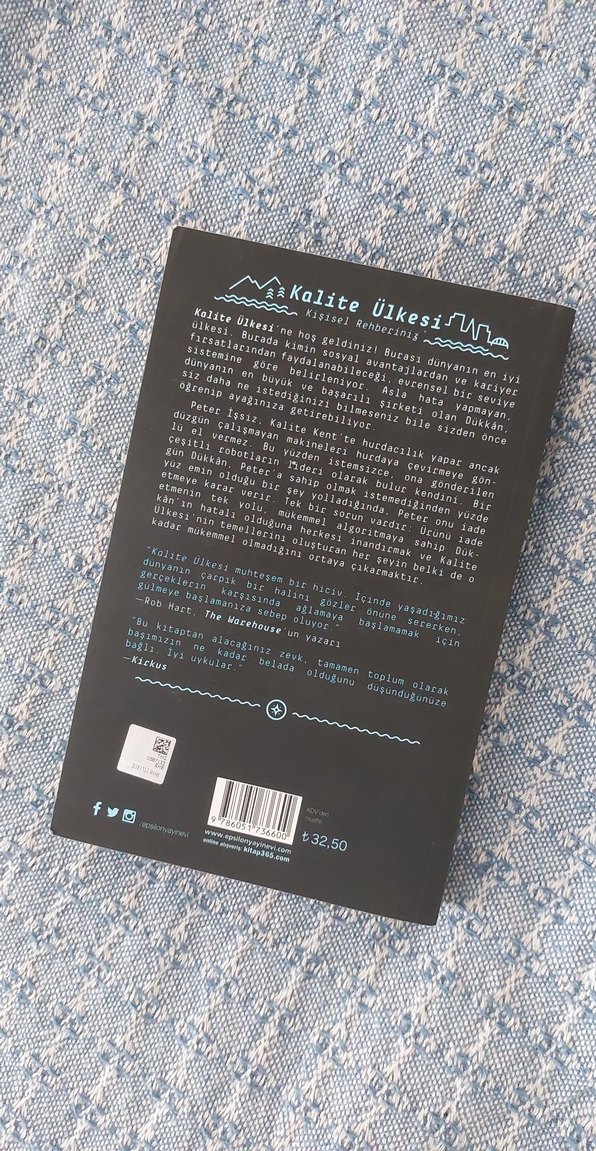 Kalite Ülkesi
Kişisel Rehberiniz
Kalite Ülkesi'ne hoş geldiniz! Burası dünyanın en iyi
ülkesi. Burada kimin sosyal avantajlardan ve kariyer
fırsatlarından faydalanabileceği, evrensel bir seviye
sistemine göre belirleniyor. Asla hata yapmayan,
dünyanın en büyük ve başarılı şirketi olan Dükkân,
siz daha ne istediğinizi bilmeseniz bile sizden önce
öğrenip ayağınıza getirebiliyor.
Peter İşsiz, Kalite Kent'te hurdacılık yapar ancak
düzgün çalışmayan makineleri hurdaya çevirmeye gön-
lü el vermez. Bu yüzden istemsizce, ona gönderilen
çeşitli robotların lideri olarak bulur kendini. Bir
gün Dükkân, Peter'a sahip olmak istemediğinden yüzde
yüz emin olduğu bir şey yolladığında, Peter onu iade
etmeye karar verir. Tek bir sorun vardır: Ürünü iade
etmenin tek yolu, mükemmel algoritmaya sahip Dük-
kân'ın hatalı olduğuna herkesi inandırmak ve Kalite
Ülkesi'nin temellerini oluşturan her şeyin belki de o
kadar mükemmel olmadığını ortaya çıkarmaktır.
"Kalite Ülkesi muhteşem bir hiciv. İçinde yaşadığımız
dünyanın çarpık bir halini gözler önüne sererken,
gerçeklerin karşısında ağlamaya başlamamak için
gülmeye başlamanıza sebep oluyor."
—Rob Hart, The Warehouse'un yazarı
"Bu kitaptan alacağınız zevk, tamamen toplum olarak
başımızın ne kadar belada olduğunu düşündüğünüze
bağlı. İyi uykular."
—Kirkus
/epsilonyayinevi
9 786051 736600
www.epsilonyayinevi.com
online alışveriş: kitap365.com
KDV'den
muaftır.
₺32,50